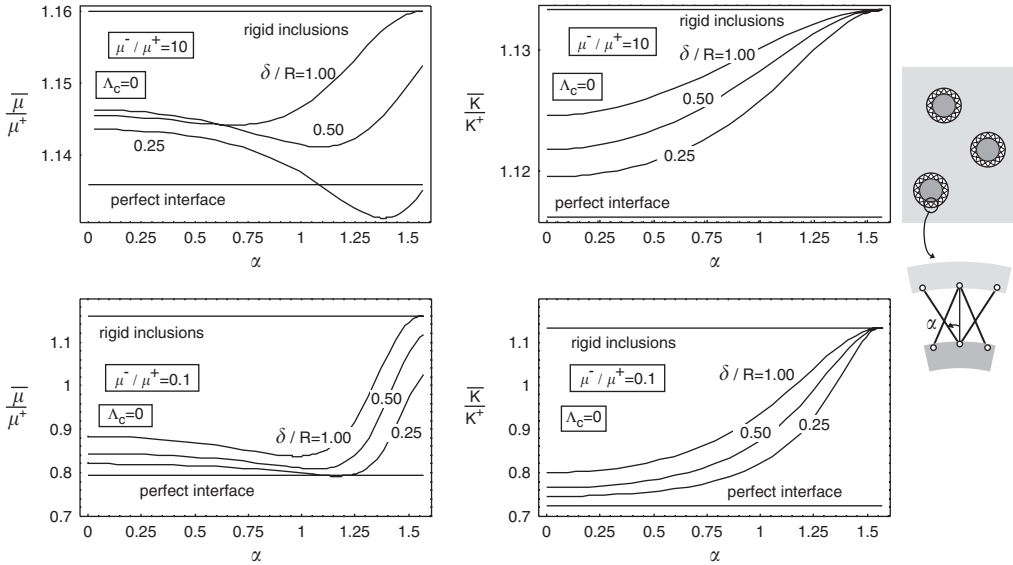 1.16
rigid inclusions
μ⁻ / μ⁺=10
δ / R=1.00
1.15
Λc=0
μ̅
μ⁺
0.50
0.25
1.14
perfect interface
0 0.25 0.5 0.75 1 1.25 1.5
α
rigid inclusions
1.13
μ⁻ / μ⁺=10
δ / R=1.00
Λc=0
K̅
K⁺
0.50
0.25
1.12
perfect interface
0 0.25 0.5 0.75 1 1.25 1.5
α
1.1
rigid inclusions
μ⁻ / μ⁺=0.1
1
μ̅
μ⁺
Λc=0
0.50
0.9
δ / R=1.00
0.25
0.8
perfect interface
0.7
0 0.25 0.5 0.75 1 1.25 1.5
α
1.1
rigid inclusions
μ⁻ / μ⁺=0.1
δ / R=1.00
1
K̅
K⁺
Λc=0
0.50
0.25
0.9
0.8
perfect interface
0.7
0 0.25 0.5 0.75 1 1.25 1.5
α
α